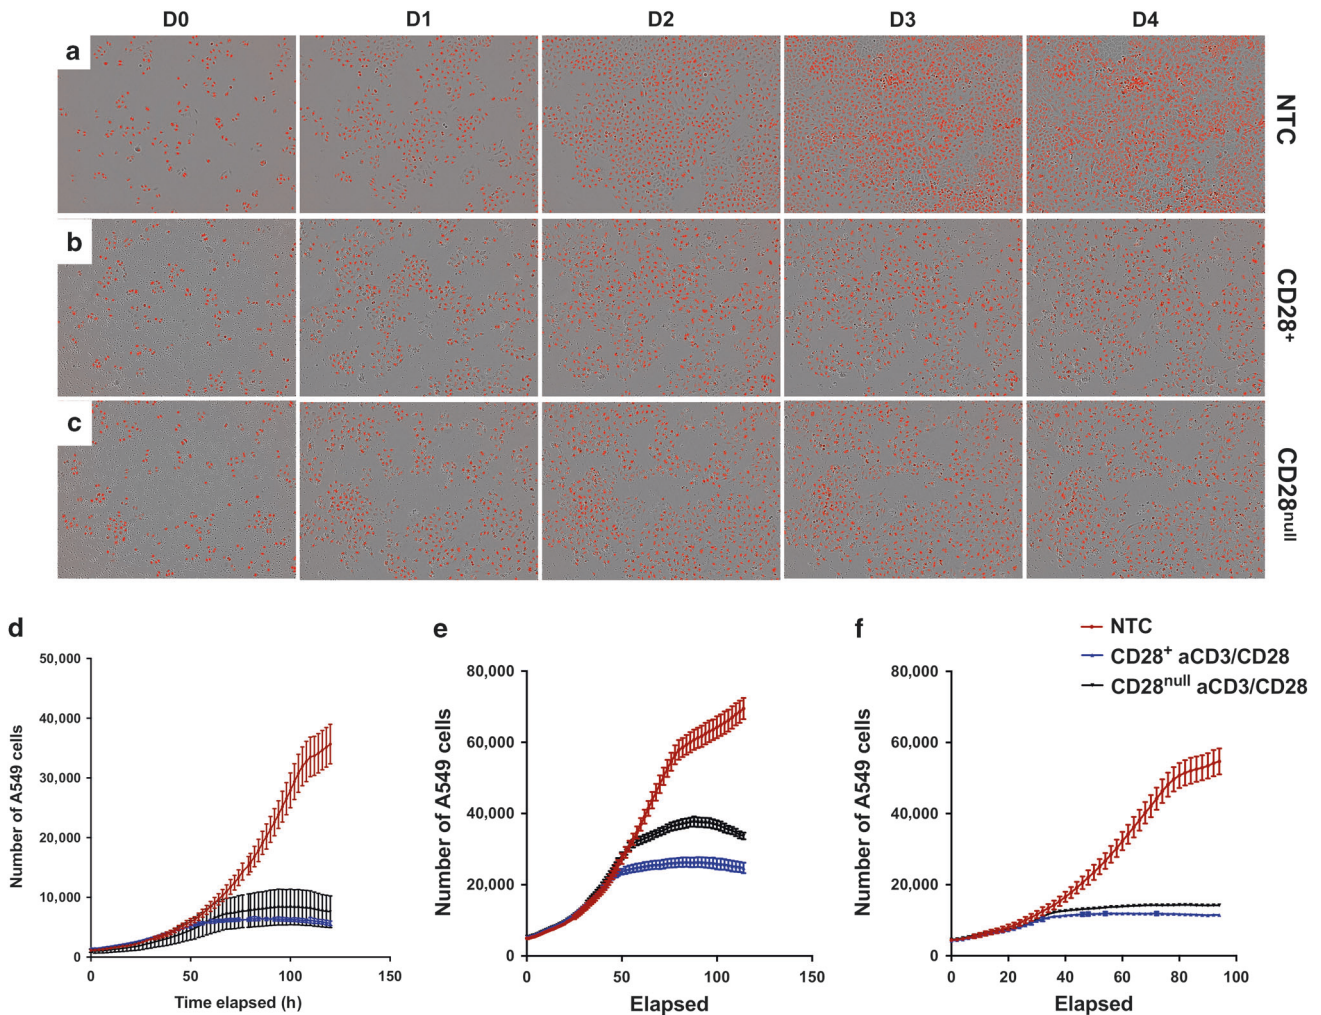 D0 D1 D2 D3 D4
a
NTC
b
CD28+
c
CD28null
d
50,000
40,000
30,000
20,000
10,000
0
0 50 100 150
Number of A549 cells
Time elapsed (h)
e
80,000
60,000
40,000
20,000
0
0 50 100 150
Number of A549 cells
Elapsed
f
80,000
60,000
40,000
20,000
0
0 20 40 60 80 100
Number of A549 cells
Elapsed
NTC
CD28+ aCD3/CD28
CD28null aCD3/CD28